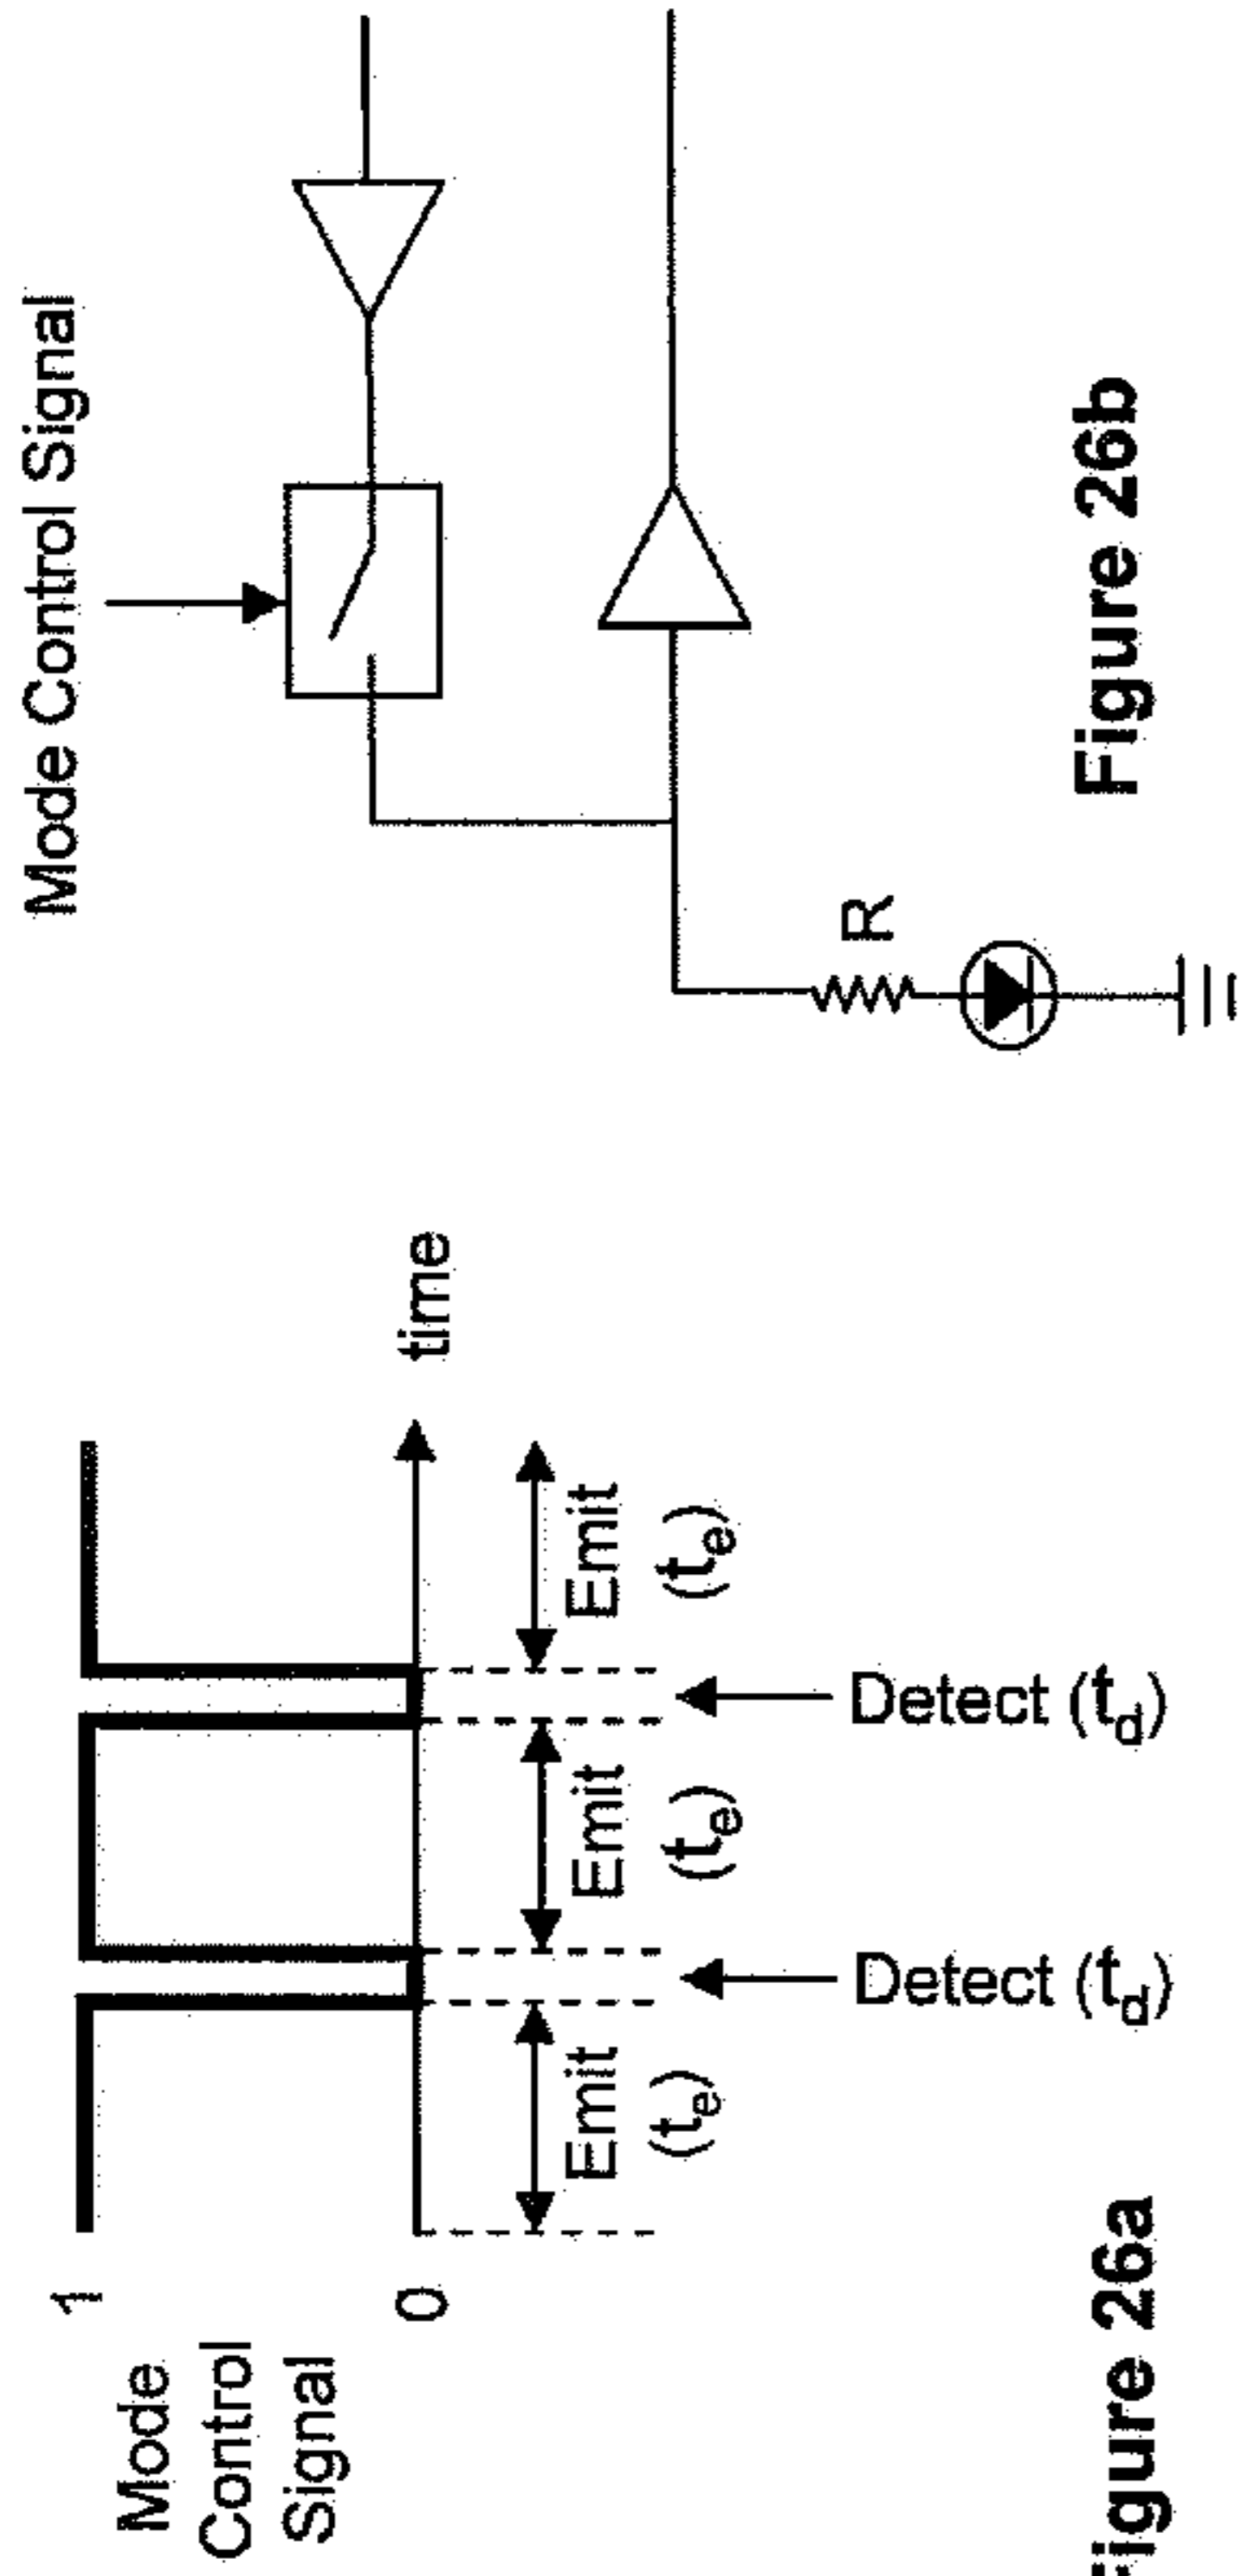 1
Mode
Control
Signal
0
time
Emit
(te)
Emit
(te)
Emit
(te)
Detect (td)
Detect (td)
Figure 26a
Mode Control Signal
R
Figure 26b